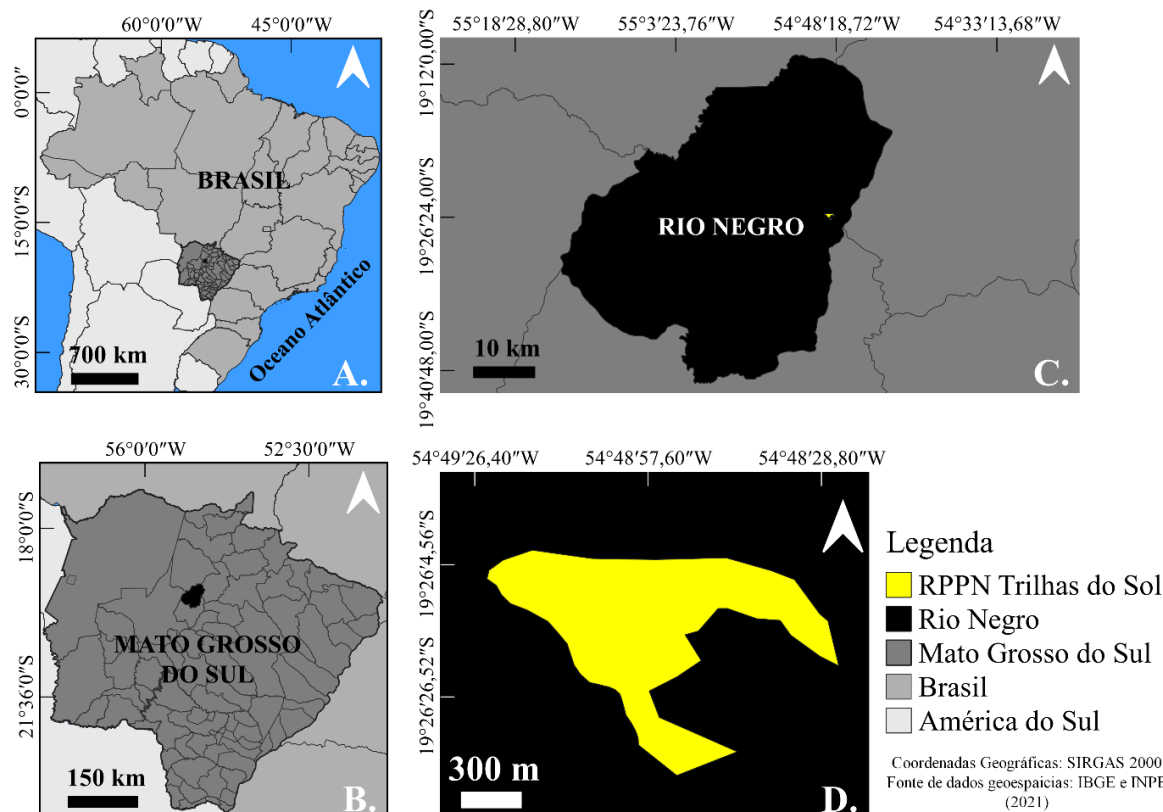 60°0'0"W 45°0'0"W
0°0'0"
15°0'0"S
30°0'0"S
BRASIL
Oceano Atlântico
700 km
A.
55°18'28,80"W 55°3'23,76"W 54°48'18,72"W 54°33'13,68"W
19°12'0,00"S
19°26'24,00"S
19°40'48,00"S
RIO NEGRO
10 km
C.
56°0'0"W 52°30'0"W
18°0'0"S
21°36'0"S
MATO GROSSO
DO SUL
150 km
B.
54°49'26,40"W 54°48'57,60"W 54°48'28,80"W
19°26'4,56"S
19°26'26,52"S
300 m
D.
Legenda
RPPN Trilhas do Sol
Rio Negro
Mato Grosso do Sul
Brasil
América do Sul
Coordenadas Geográficas: SIRGAS 2000
Fonte de dados geoespaícias: IBGE e INPE
(2021)